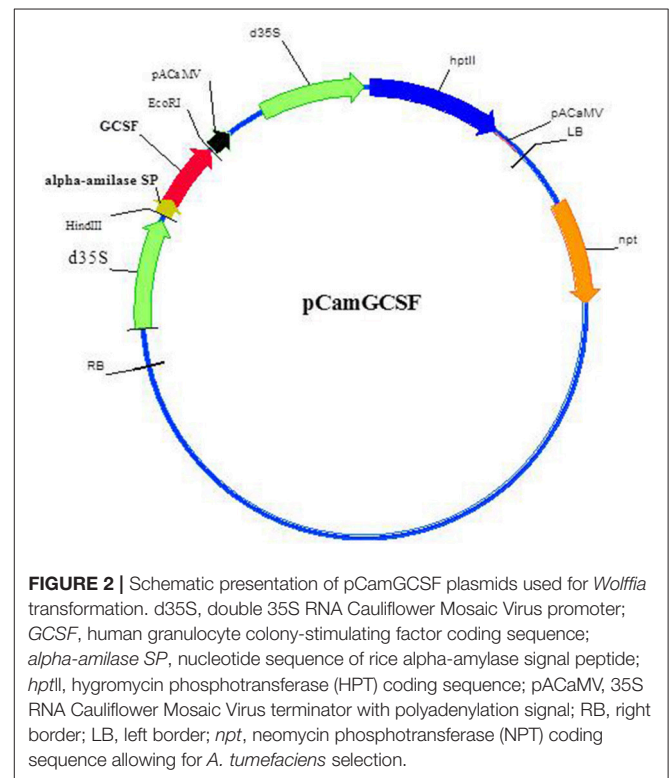 d35S
hptII
pACaMV
EcoRI
GCSF
alpha-amilase SP
HindIII
d35S
RB
pACaMV
LB
npt
pCamGCSF
FIGURE 2 | Schematic presentation of pCamGCSF plasmids used for Wolffia
transformation. d35S, double 35S RNA Cauliflower Mosaic Virus promoter;
GCSF, human granulocyte colony-stimulating factor coding sequence;
alpha-amilase SP, nucleotide sequence of rice alpha-amylase signal peptide;
hptII, hygromycin phosphotransferase (HPT) coding sequence; pACaMV, 35S
RNA Cauliflower Mosaic Virus terminator with polyadenylation signal; RB, right
border; LB, left border; npt, neomycin phosphotransferase (NPT) coding
sequence allowing for A. tumefaciens selection.